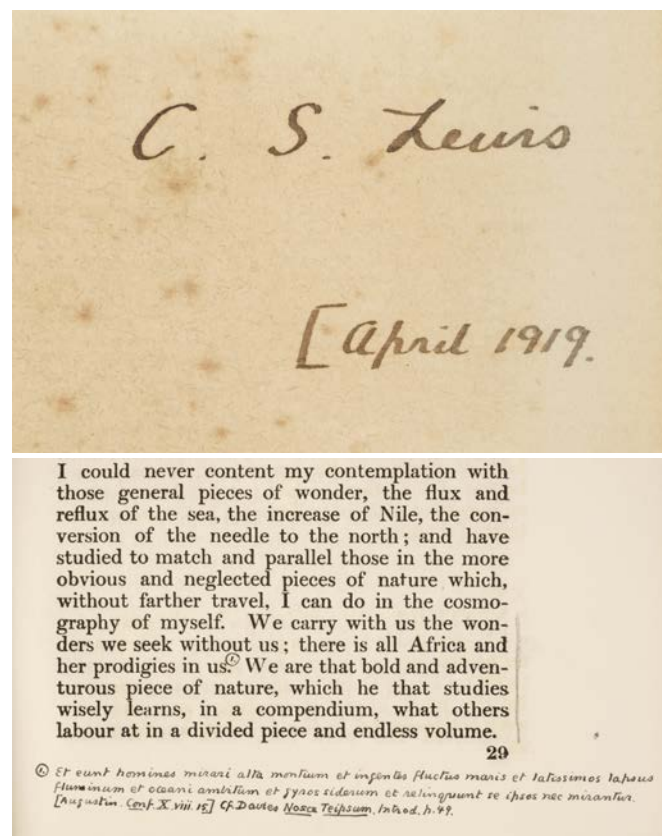 C. S. Lewis
[April 1919.
I could never content my contemplation with
those general pieces of wonder, the flux and
reflux of the sea, the increase of Nile, the con-
version of the needle to the north; and have
studied to match and parallel those in the more
obvious and neglected pieces of nature which,
without farther travel, I can do in the cosmo-
graphy of myself. We carry with us the won-
ders we seek without us; there is all Africa and
her prodigies in us.① We are that bold and adven-
turous piece of nature, which he that studies
wisely learns, in a compendium, what others
labour at in a divided piece and endless volume.
29
① Et eunt homines mirari alta montium et ingentes fluctus maris et latissimos lapsus
fluminum et oceani ambitum et gyros siderum et relinquunt se ipsos nec mirantur.
[Augustin. Conf. X. viii. 15] Cf. Davies Nosce Teipsum. Introd. p. 49.